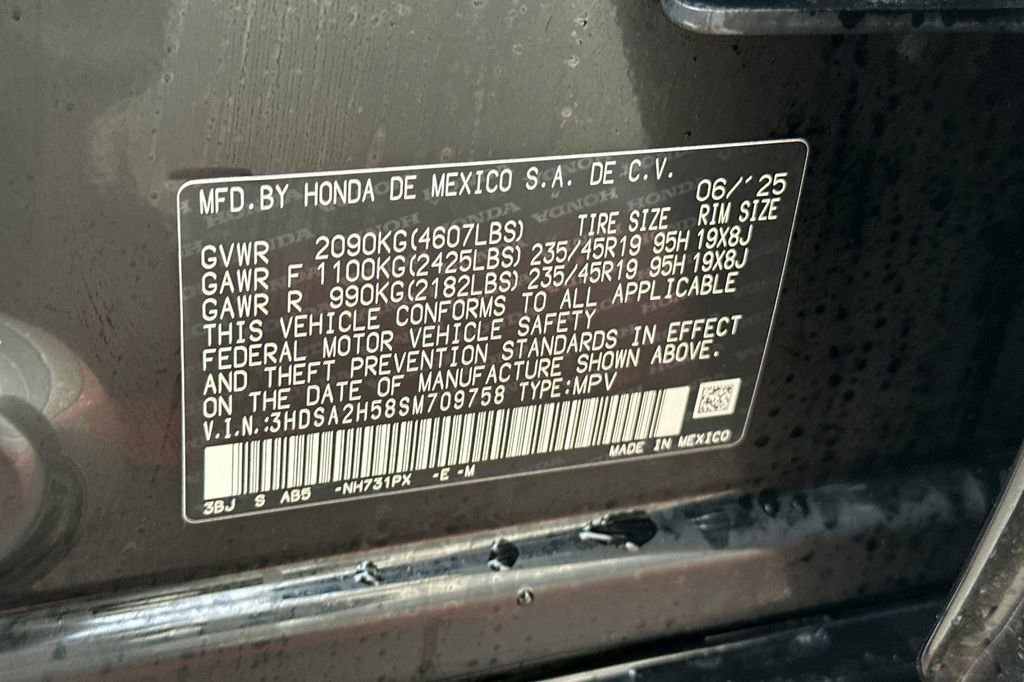 MFD.BY HONDA DE MEXICO S.A. DE C.V.
06/'25
GVWR 2090KG(4607LBS) TIRE SIZE RIM SIZE
GAWR F 1100KG(2425LBS) 235/45R19 95H 19X8J
GAWR R 990KG(2182LBS) 235/45R19 95H 19X8J
THIS VEHICLE CONFORMS TO ALL APPLICABLE
FEDERAL MOTOR VEHICLE SAFETY
AND THEFT PREVENTION STANDARDS IN EFFECT
ON THE DATE OF MANUFACTURE SHOWN ABOVE.
V.I.N.:3HDSA2H58SM709758 TYPE:MPV
MADE IN MEXICO
3BJ S AB5 -NH731PX -E -M